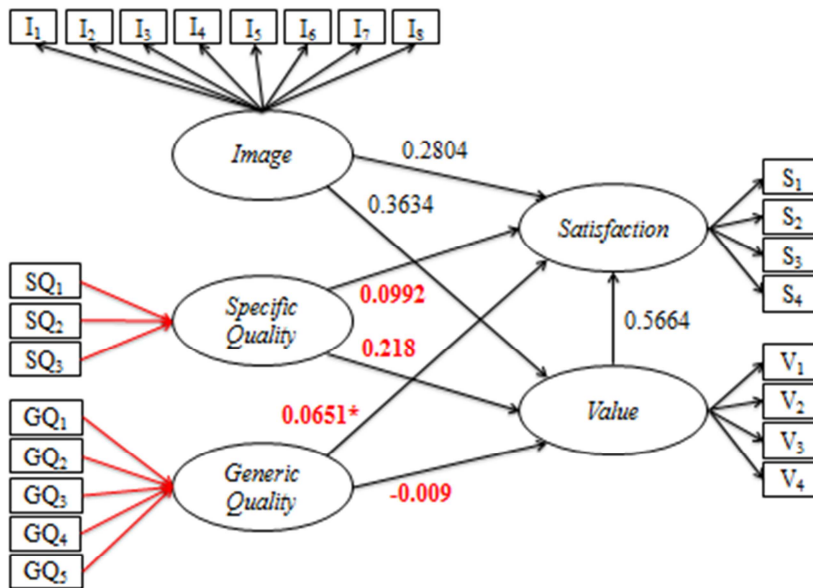 I₁ I₂ I₃ I₄ I₅ I₆ I₇ I₈
Image
0.2804
0.3634
S₁
S₂
S₃
S₄
Satisfaction
SQ₁
SQ₂
SQ₃
Specific
Quality
0.0992
0.218
0.5664
V₁
V₂
V₃
V₄
Value
GQ₁
GQ₂
GQ₃
GQ₄
GQ₅
Generic
Quality
0.0651*
-0.009